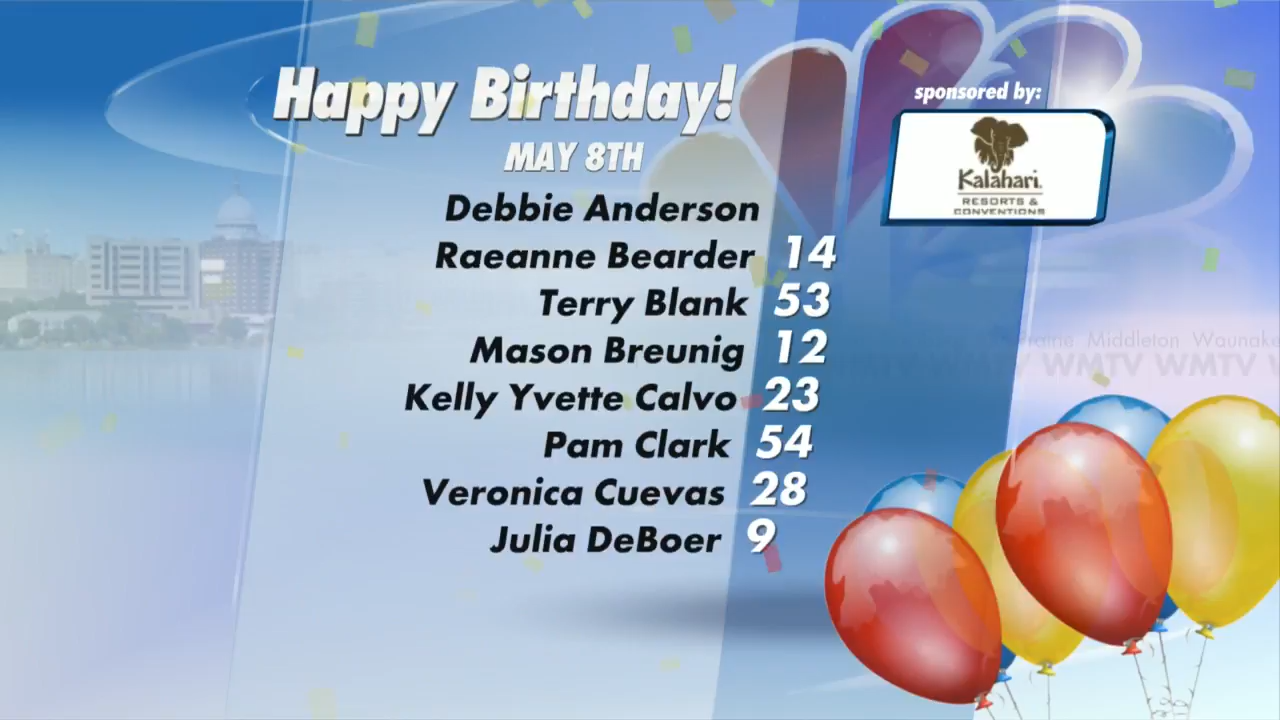 Happy Birthday!
MAY 8TH
sponsored by:
Kalahari
RESORTS &
CONVENTIONS
Debbie Anderson
Raeanne Bearder 14
Terry Blank 53
Mason Breunig 12
Kelly Yvette Calvo 23
Pam Clark 54
Veronica Cuevas 28
Julia DeBoer 9
Middleton
WMTV WMTV